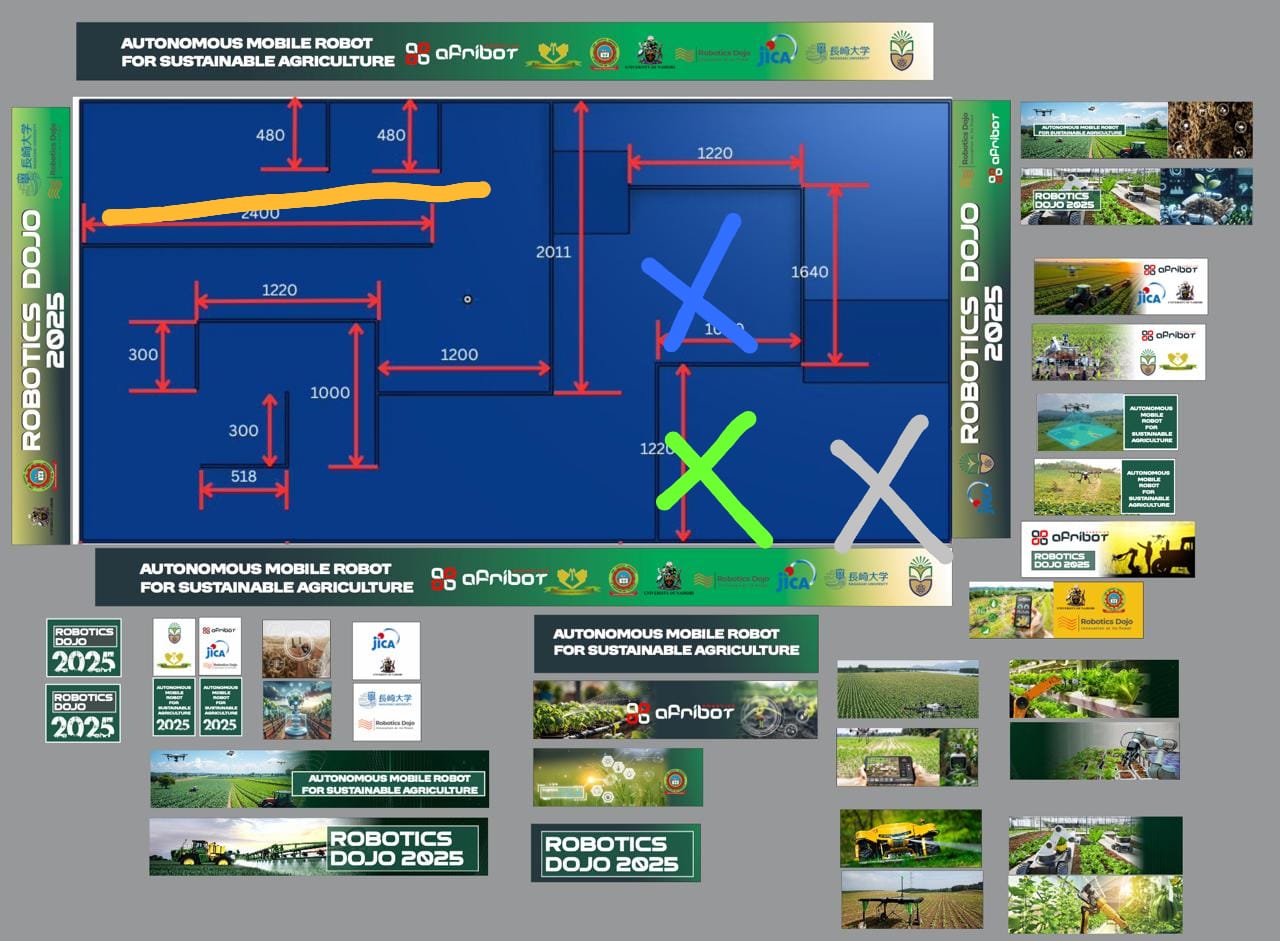 AUTONOMOUS MOBILE ROBOT
FOR SUSTAINABLE AGRICULTURE
afribot
UNIVERSITY OF NAIROBI
Robotics Dojo
JICA
長崎大学
NAGASAKI UNIVERSITY
長崎大学
Robotics Dojo
ROBOTICS DOJO
2025
480
480
2400
2011
1220
1640
1220
300
1000
1200
300
518
Robotics Dojo
afribot
ROBOTICS DOJO
2025
JICA
AUTONOMOUS MOBILE ROBOT
FOR SUSTAINABLE AGRICULTURE
ROBOTICS
DOJO 2025
afribot
JICA
afribot
AUTONOMOUS
MOBILE
ROBOT
FOR
SUSTAINABLE
AGRICULTURE
AUTONOMOUS
MOBILE
ROBOT
FOR
SUSTAINABLE
AGRICULTURE
afribot
ROBOTICS
DOJO 2025
Robotics Dojo
AUTONOMOUS MOBILE ROBOT
FOR SUSTAINABLE AGRICULTURE
afribot
UNIVERSITY OF NAIROBI
Robotics Dojo
JICA
長崎大学
NAGASAKI UNIVERSITY
ROBOTICS
DOJO
2025
ROBOTICS
DOJO
2025
afribot
JICA
Robotics Dojo
AUTONOMOUS
MOBILE
ROBOT
FOR
SUSTAINABLE
AGRICULTURE
2025
AUTONOMOUS
MOBILE
ROBOT
FOR
SUSTAINABLE
AGRICULTURE
2025
JICA
長崎大学
Robotics Dojo
AUTONOMOUS MOBILE ROBOT
FOR SUSTAINABLE AGRICULTURE
ROBOTICS
DOJO 2025
AUTONOMOUS MOBILE ROBOT
FOR SUSTAINABLE AGRICULTURE
afribot
ROBOTICS
DOJO 2025